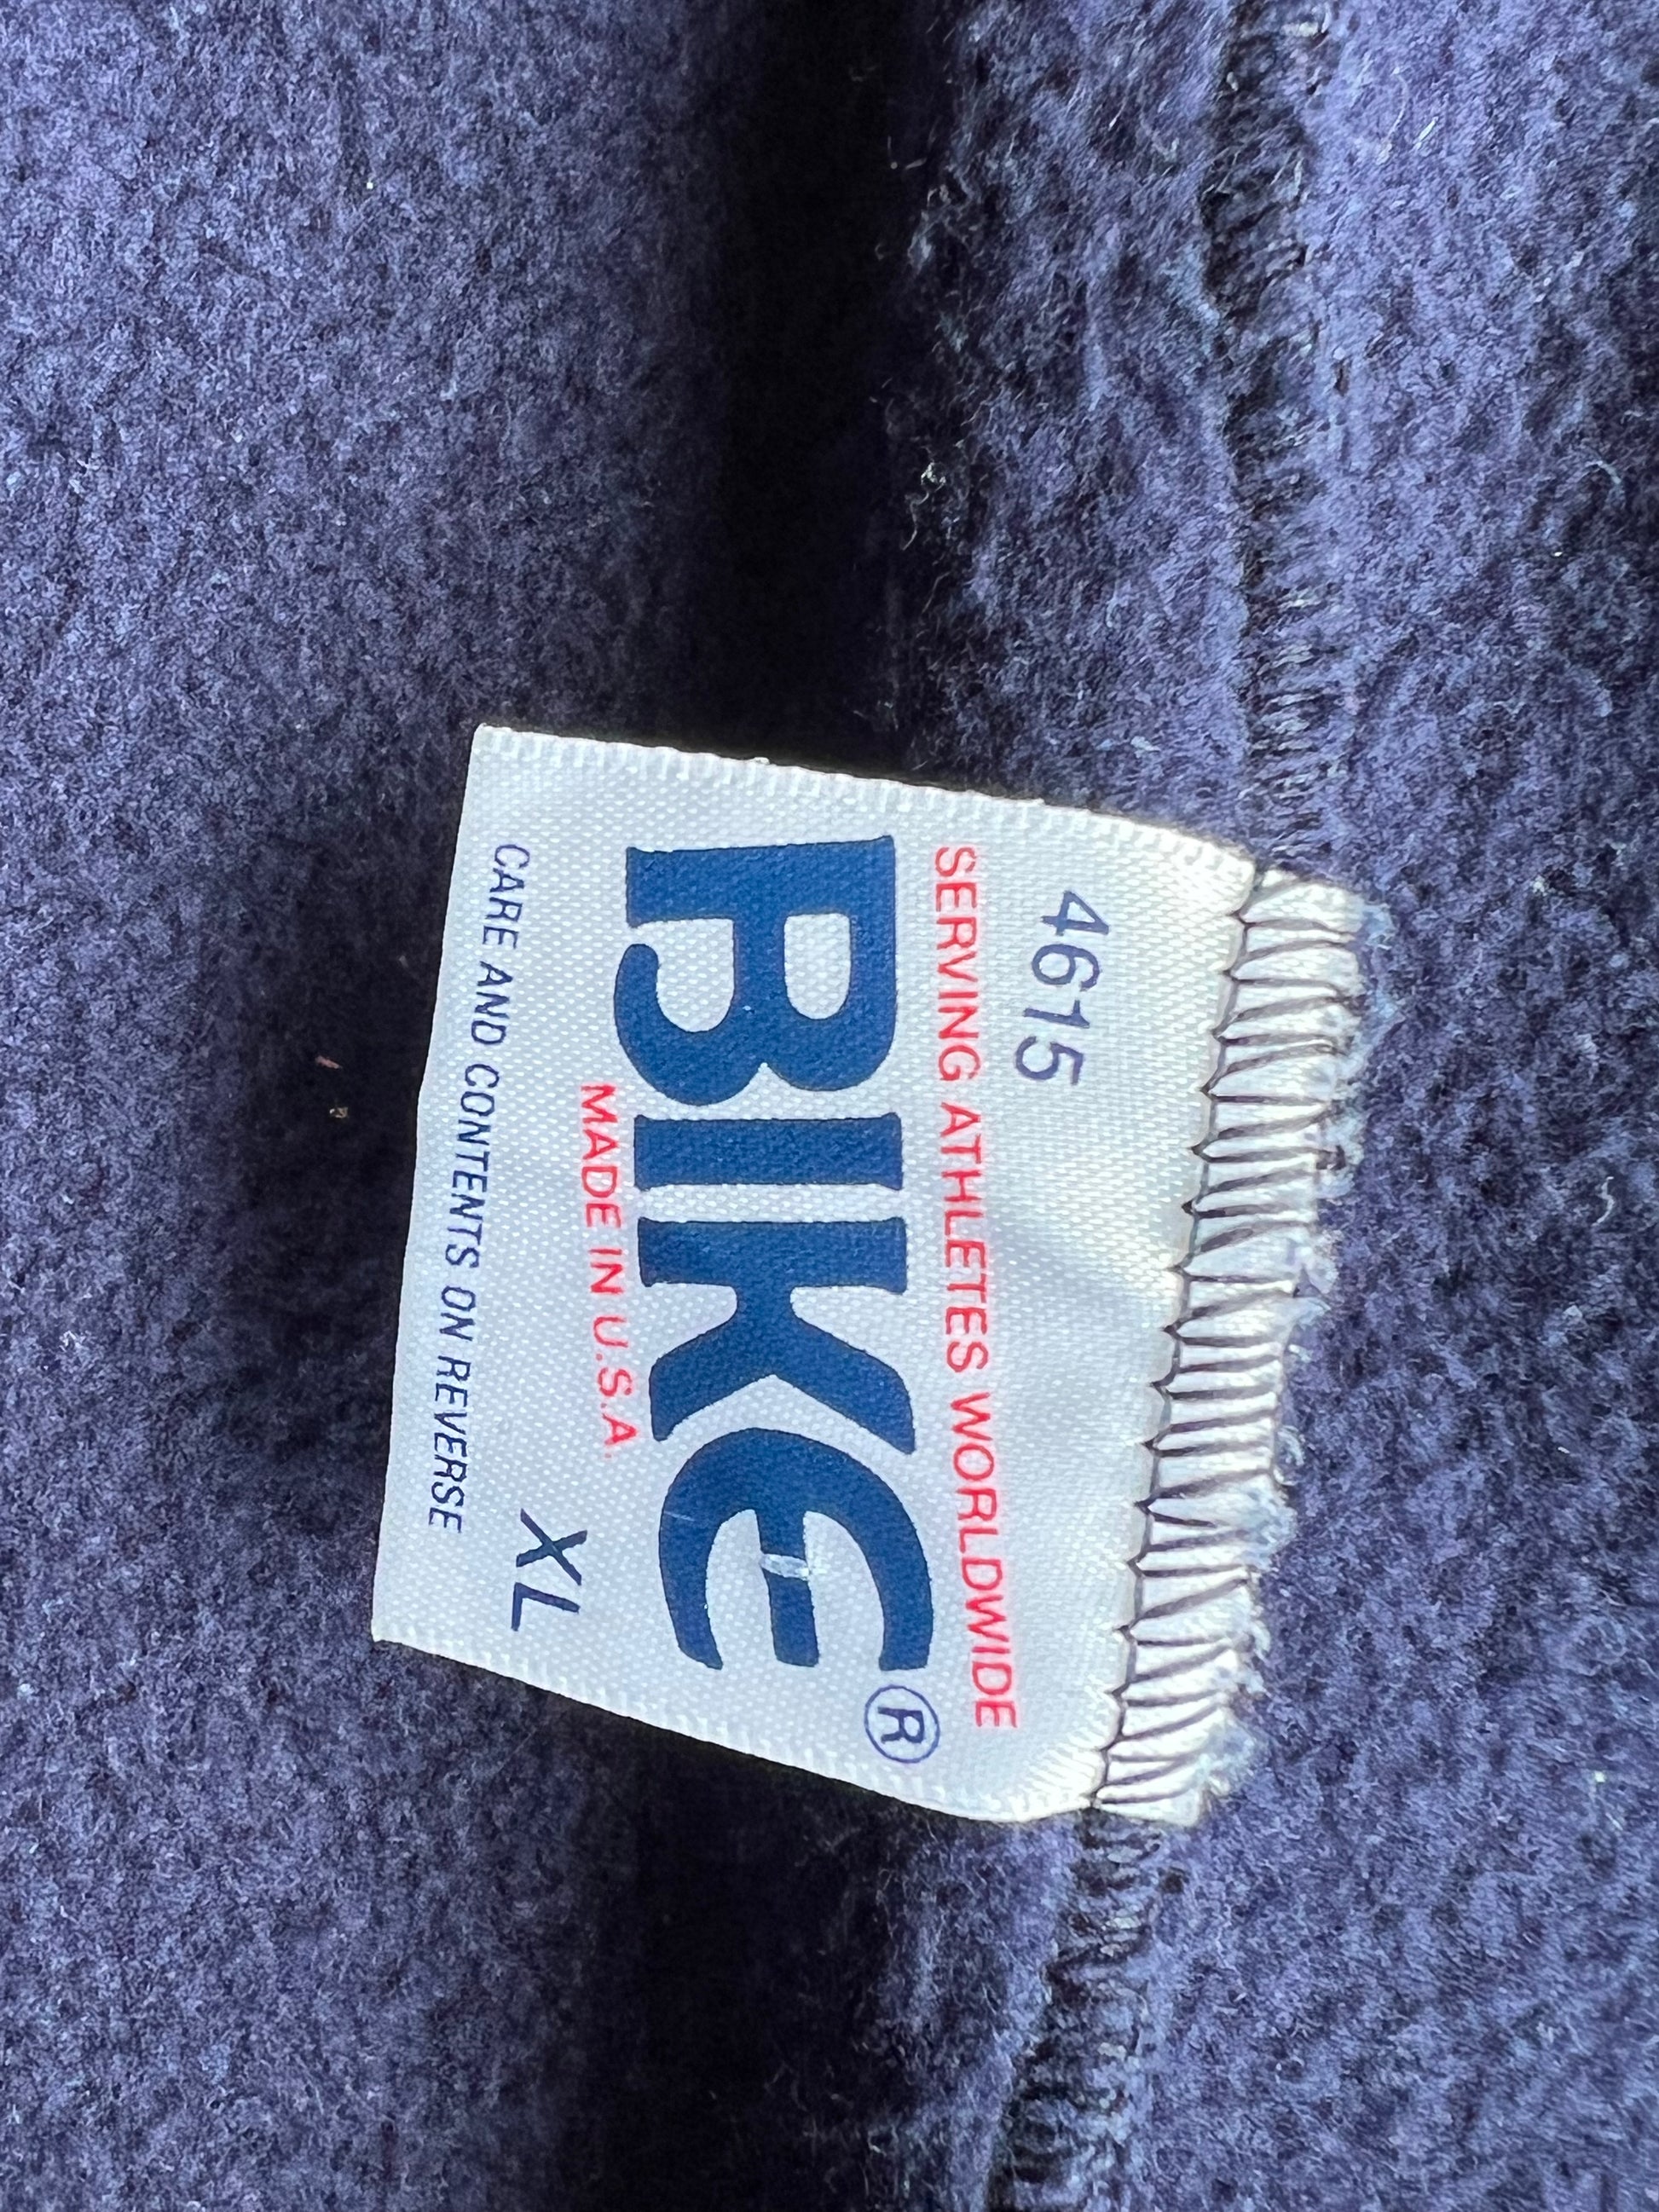 4615
SERVING ATHLETES WORLDWIDE
BIKE®
MADE IN U.S.A.
XL
CARE AND CONTENTS ON REVERSE